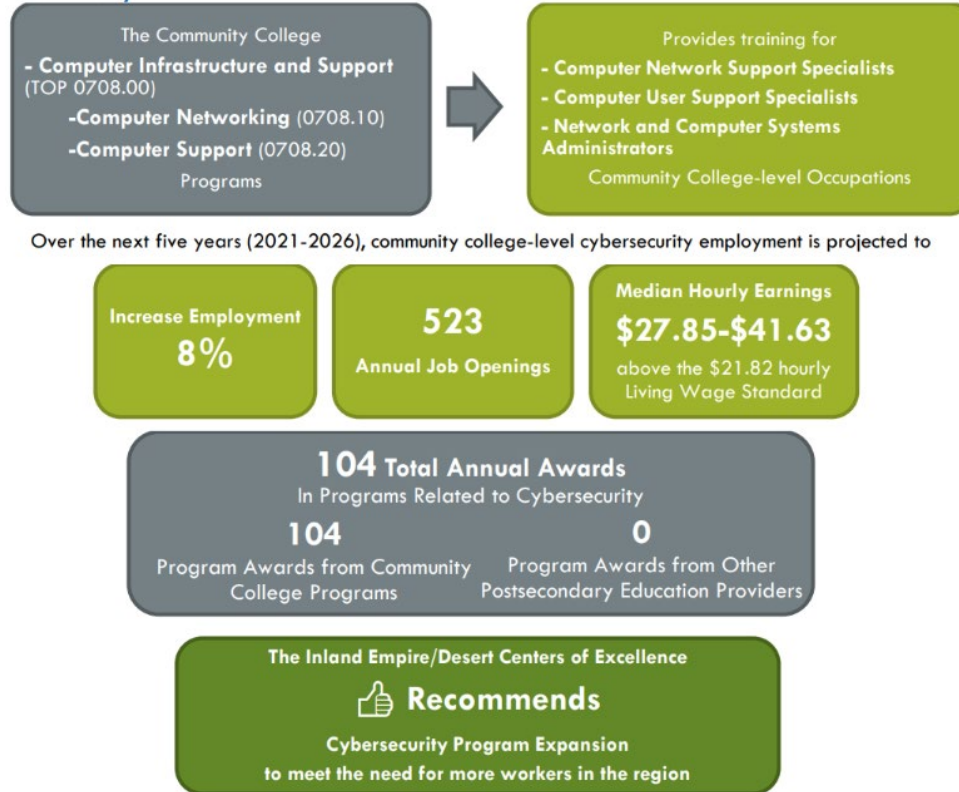 The Community College
- Computer Infrastructure and Support
(TOP 0708.00)
-Computer Networking (0708.10)
-Computer Support (0708.20)
Programs
Provides training for
- Computer Network Support Specialists
- Computer User Support Specialists
- Network and Computer Systems
Administrators
Community College-level Occupations
Over the next five years (2021-2026), community college-level cybersecurity employment is projected to
Increase Employment
8%
523
Annual Job Openings
Median Hourly Earnings
$27.85-$41.63
above the $21.82 hourly
Living Wage Standard
104 Total Annual Awards
In Programs Related to Cybersecurity
104
Program Awards from Community
College Programs
0
Program Awards from Other
Postsecondary Education Providers
The Inland Empire/Desert Centers of Excellence
Recommends
Cybersecurity Program Expansion
to meet the need for more workers in the region